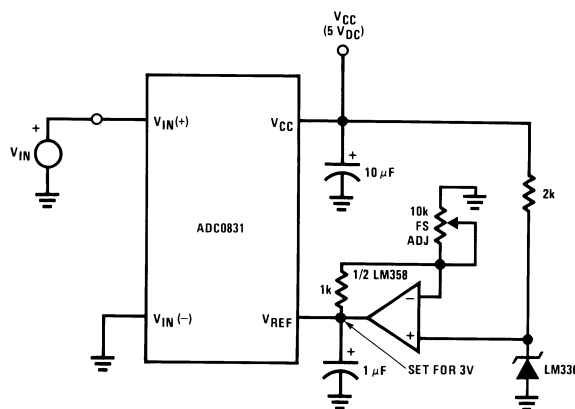 VCC
(5 VDC)
VIN(+)
VCC
+
VIN
+
10 µF
2k
ADC0831
10k
FS
ADJ
1/2 LM358
1k
−
VIN(−)
VREF
+
+
1 µF
SET FOR 3V
LM336